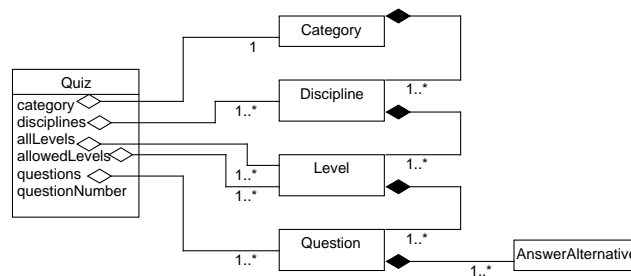 Category
1
Quiz
category
disciplines
allLevels
allowedLevels
questions
questionNumber
Discipline
1..*
1..*
Level
1..*
1..*
1..*
Question
1..*
1..*
AnswerAlternative
1..*